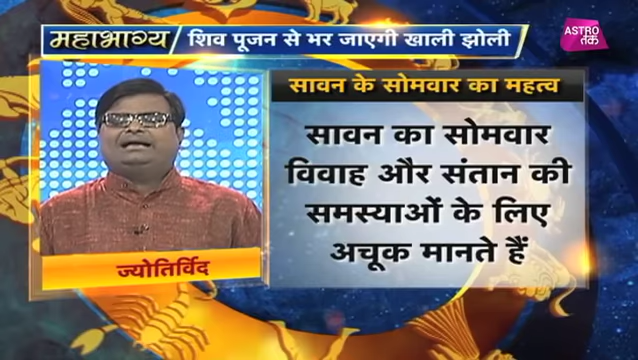 महाभाग्य
शिव पूजन से भर जाएगी खाली झोली
ASTRO
तक
सावन के सोमवार का महत्व
सावन का सोमवार
विवाह और संतान की
समस्याओं के लिए
अचूक मानते हैं
ज्योतिर्विद